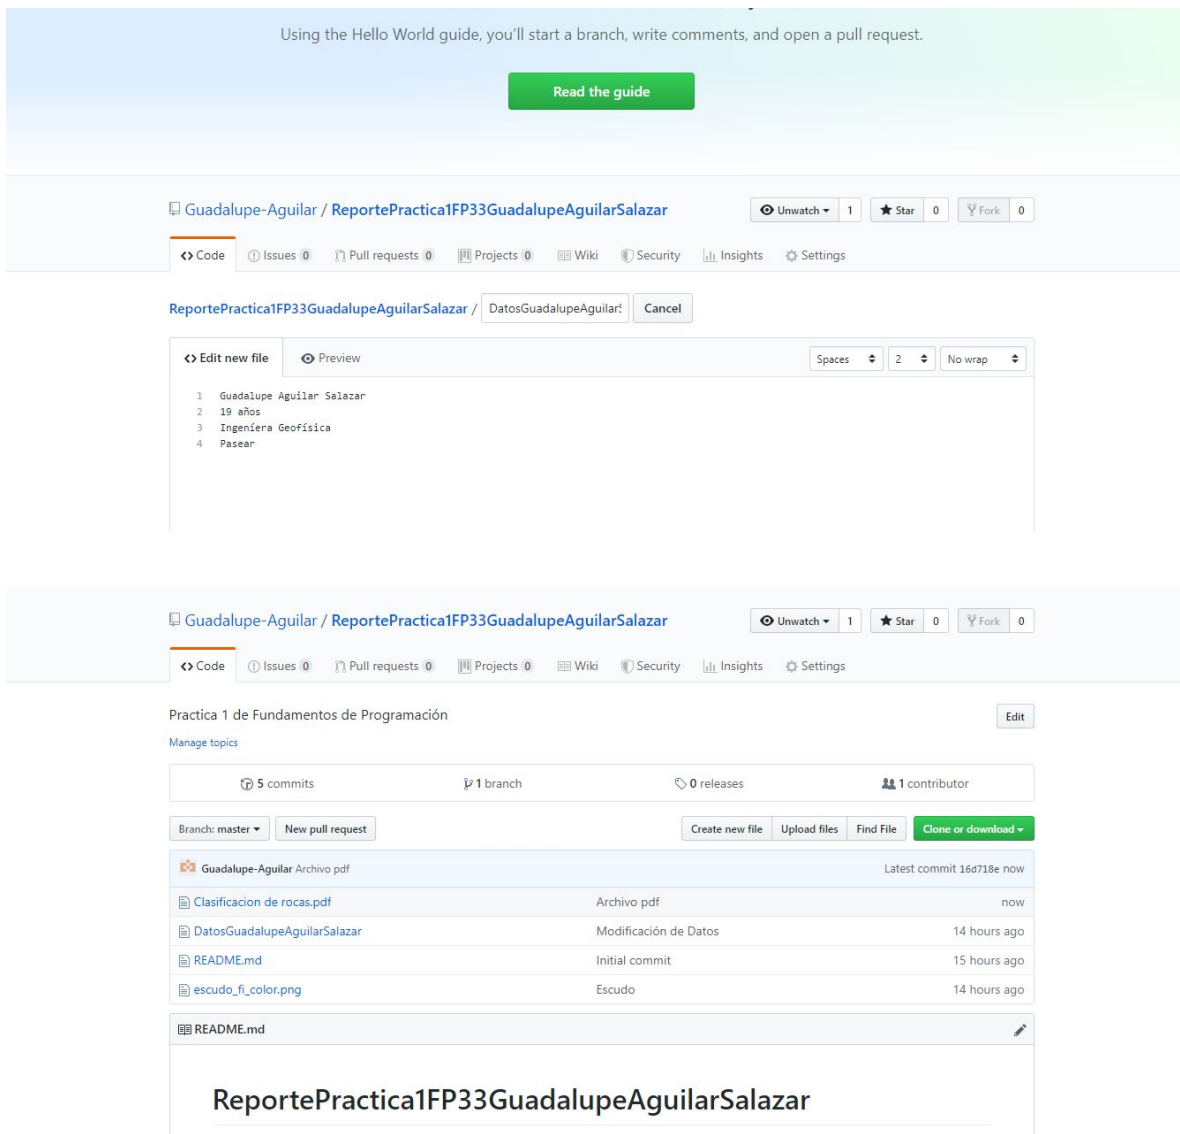 Using the Hello World guide, you'll start a branch, write comments, and open a pull request.
Read the guide
Guadalupe-Aguilar / ReportePractica1FP33GuadalupeAguilarSalazar Unwatch 1 Star 0 Fork 0
Code Issues 0 Pull requests 0 Projects 0 Wiki Security Insights Settings
ReportePractica1FP33GuadalupeAguilarSalazar / DatosGuadalupeAguilar Cancel
Edit new file Preview Spaces 2 No wrap
1 Guadalupe Aguilar Salazar
2 19 años
3 Ingeníera Geofísica
4 Pasear
Guadalupe-Aguilar / ReportePractica1FP33GuadalupeAguilarSalazar Unwatch 1 Star 0 Fork 0
Code Issues 0 Pull requests 0 Projects 0 Wiki Security Insights Settings
Practica 1 de Fundamentos de Programación Edit
Manage topics
5 commits 1 branch 0 releases 1 contributor
Branch: master New pull request Create new file Upload files Find File Clone or download
Guadalupe-Aguilar Archivo pdf Latest commit 16d718e now
Clasificacion de rocas.pdf Archivo pdf now
DatosGuadalupeAguilarSalazar Modificación de Datos 14 hours ago
README.md Initial commit 15 hours ago
escudo_fi_color.png Escudo 14 hours ago
README.md
ReportePractica1FP33GuadalupeAguilarSalazar